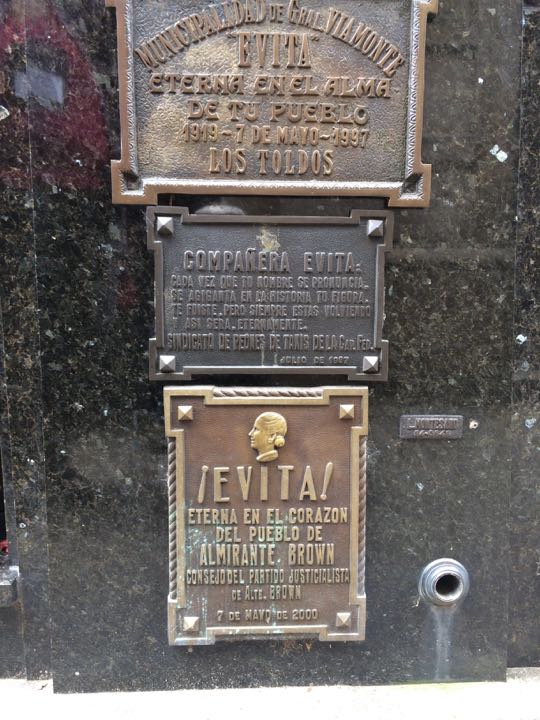 MUNICIPALIDAD DE GRAL. VIAMONTE
"EVITA"
ETERNA EN EL ALMA
DE TU PUEBLO
1919-7 DE MAYO-1997
LOS TOLDOS
COMPAÑERA EVITA:
CADA VEZ QUE TU NOMBRE SE PRONUNCIA,
SE AGIGANTA EN LA HISTORIA TU FIGURA.
TE FUISTE, PERO SIEMPRE ESTAS VOLVIENDO
ASI SERA, ETERNAMENTE.
SINDICATO DE PEONES DE TAXIS DE LA CAP. FED.
JULIO DE 1997
¡EVITA!
ETERNA EN EL CORAZON
DEL PUEBLO DE
ALMIRANTE BROWN
CONSEJO DEL PARTIDO JUSTICIALISTA
DE ALTE. BROWN
7 DE MAYO DE 2000